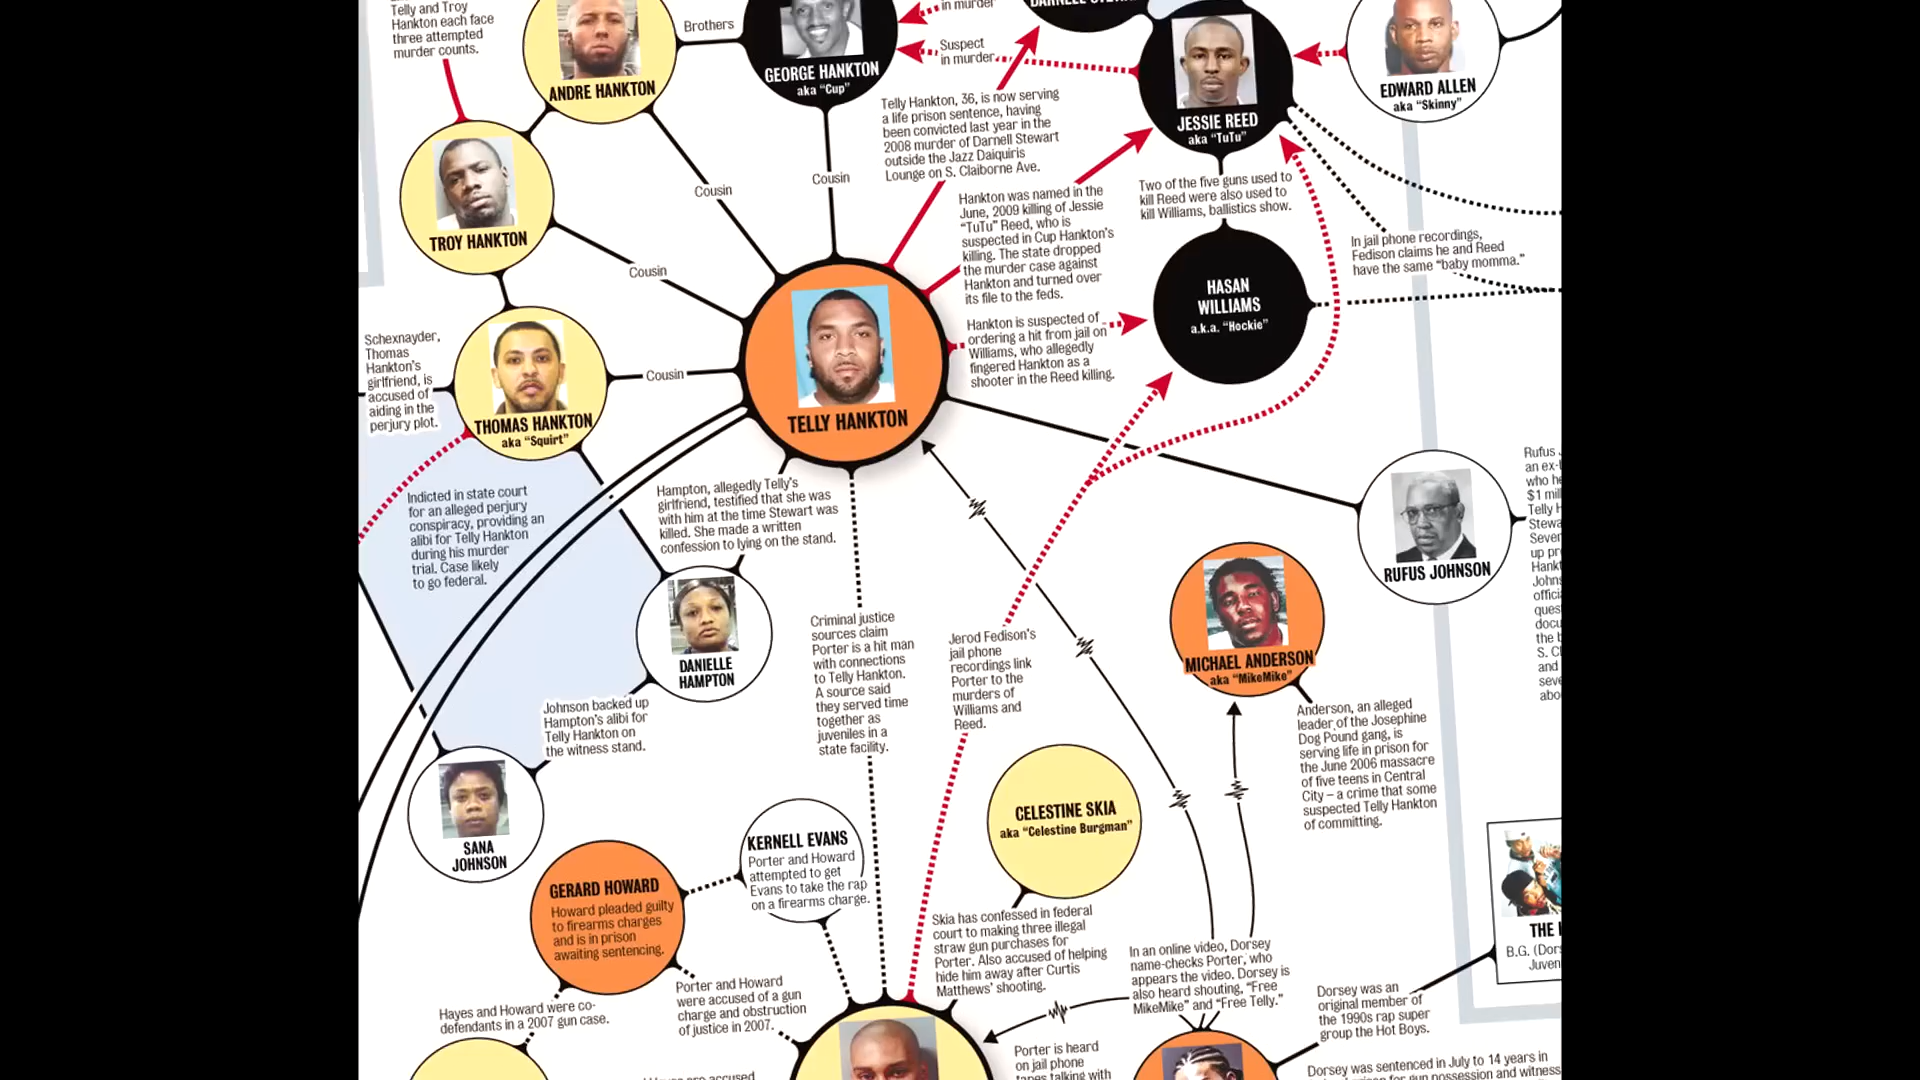 Telly and Troy
Hankton each face
three attempted
murder counts.
ANDRE HANKTON
Brothers
GEORGE HANKTON
aka “Cup”
in murder
Suspect
in murder
JESSIE REED
aka “TuTu”
EDWARD ALLEN
aka “Skinny”
TROY HANKTON
Cousin
Cousin
Cousin
Telly Hankton, 36, is now serving
a life prison sentence, having
been convicted last year in the
2008 murder of Darnell Stewart
outside the Jazz Daiquiris
Lounge on S. Claiborne Ave.
Hankton was named in the
June, 2009 killing of Jessie
“TuTu” Reed, who is
suspected in Cup Hankton’s
killing. The state dropped
the murder case against
Hankton and turned over
its file to the feds.
Two of the five guns used to
kill Reed were also used to
kill Williams, ballistics show.
In jail phone recordings,
Fedison claims he and Reed
have the same “baby momma.”
HASAN
WILLIAMS
a.k.a. “Hockie”
Hankton is suspected of
ordering a hit from jail on
Williams, who allegedly
fingered Hankton as a
shooter in the Reed killing.
Schexnayder,
Thomas
Hankton’s
girlfriend, is
accused of
aiding in the
perjury plot.
THOMAS HANKTON
aka “Squirt”
Cousin
TELLY HANKTON
Indicted in state court
for an alleged perjury
conspiracy, providing an
alibi for Telly Hankton
during his murder
trial. Case likely
to go federal.
Hampton, allegedly Telly’s
girlfriend, testified that she was
with him at the time Stewart was
killed. She made a written
confession to lying on the stand.
RUFUS JOHNSON
Rufus
who
$1
Telly
DANIELLE
HAMPTON
Criminal justice
sources claim
Porter is a hit man
with connections
to Telly Hankton.
A source said
they served time
together as
juveniles in a
state facility.
Jerod Fedison’s
jail phone
recordings link
Porter to the
murders of
Williams and
Reed.
MICHAEL ANDERSON
aka “MikeMike”
Anderson, an alleged
leader of the Josephine
Dog Pound gang, is
serving life in prison for
the June 2006 massacre
of five teens in Central
City – a crime that some
suspected Telly Hankton
of committing.
Johnson backed up
Hampton’s alibi for
Telly Hankton on
the witness stand.
SANA
JOHNSON
CELESTINE SKIA
aka “Celestine Burgman”
KERNELL EVANS
Porter and Howard
attempted to get
Evans to take the rap
on a firearms charge.
GERARD HOWARD
Howard pleaded guilty
to firearms charges
and is in prison
awaiting sentencing.
Skia has confessed in federal
court to making three illegal
straw gun purchases for
Porter. Also accused of helping
hide him away after Curtis
Matthews’ shooting.
In an online video, Dorsey
name-checks Porter, who
appears the video. Dorsey is
also heard shouting, “Free
MikeMike” and “Free Telly.”
THE
B.G.
Porter and Howard
were accused of a gun
charge and obstruction
of justice in 2007.
Hayes and Howard were co-
defendants in a 2007 gun case.
Dorsey was an
original member of
the 1990s rap super
group the Hot Boys.
Porter is heard
on jail phone
tapes talking with
Dorsey was sentenced in July to 14 years in